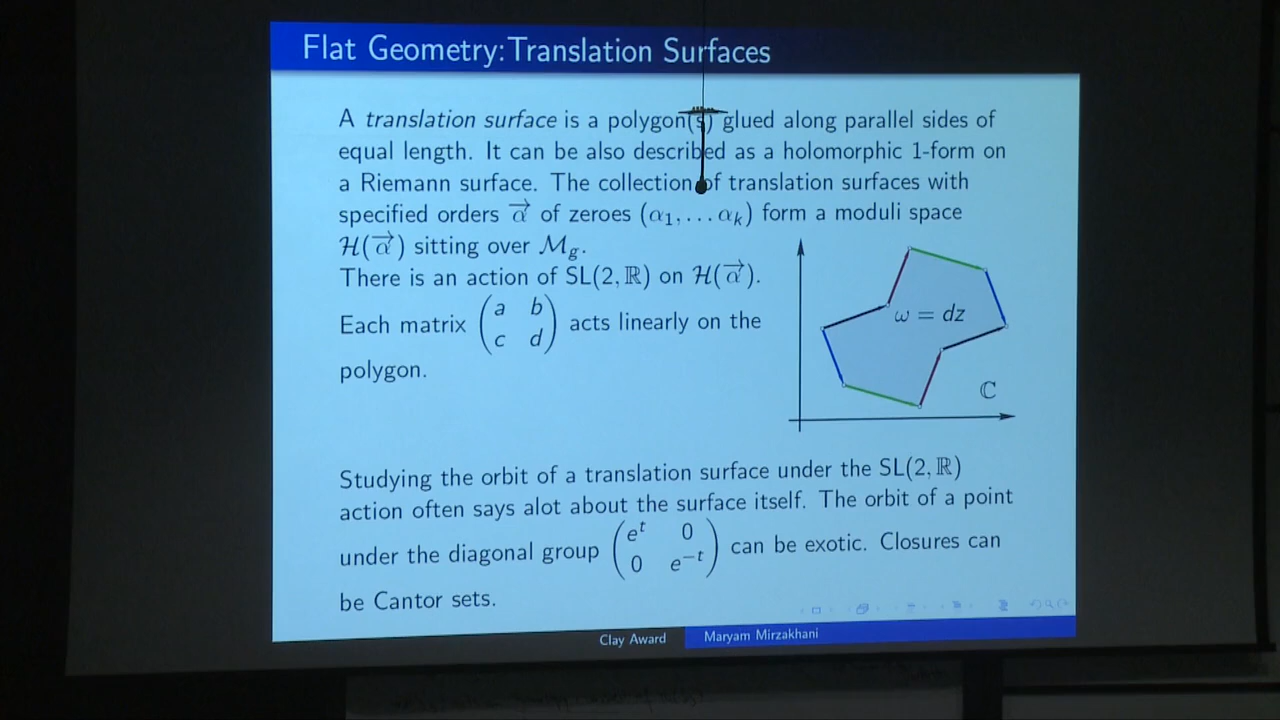 Flat Geometry:Translation Surfaces
A translation surface is a polygon(s) glued along parallel sides of
equal length. It can be also described as a holomorphic 1-form on
a Riemann surface. The collection of translation surfaces with
specified orders α⃗ of zeroes (α₁, … αₖ) form a moduli space
ℋ(α⃗) sitting over ℳ_g.
There is an action of SL(2, ℝ) on ℋ(α⃗).
Each matrix (a b; c d) acts linearly on the
polygon.
ω = dz
ℂ
Studying the orbit of a translation surface under the SL(2, ℝ)
action often says alot about the surface itself. The orbit of a point
under the diagonal group (eᵗ 0; 0 e⁻ᵗ) can be exotic. Closures can
be Cantor sets.
Clay Award Maryam Mirzakhani